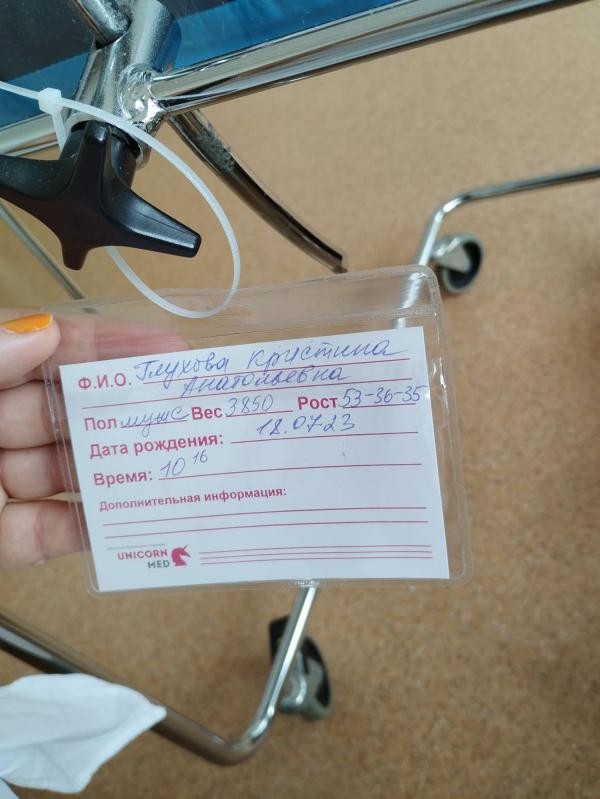 Ф.И.О. Глухова Кристина
Анатольевна
Пол муж Вес 3850 Рост 53-36-35
Дата рождения: 18.07.23
Время: 10 16
Дополнительная информация:
UNICORN
MED